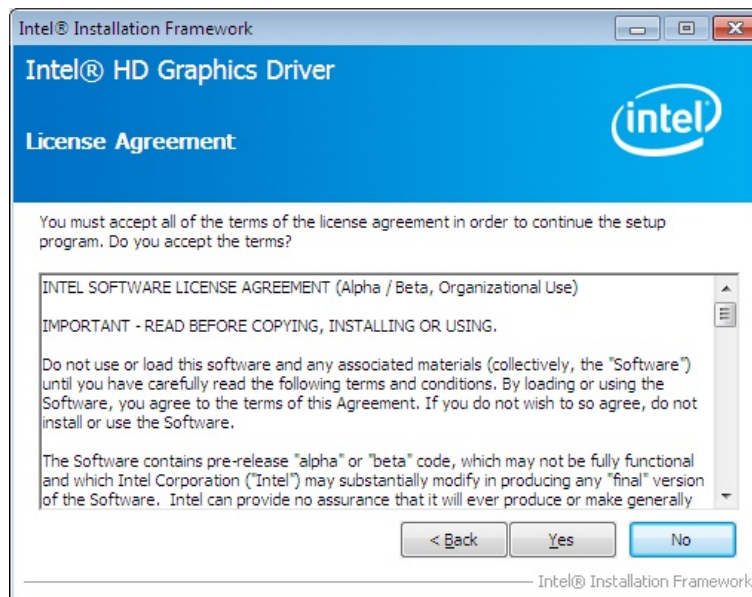 Intel® Installation Framework
Intel® HD Graphics Driver
intel
License Agreement
You must accept all of the terms of the license agreement in order to continue the setup
program. Do you accept the terms?
INTEL SOFTWARE LICENSE AGREEMENT (Alpha / Beta, Organizational Use)
IMPORTANT - READ BEFORE COPYING, INSTALLING OR USING.
Do not use or load this software and any associated materials (collectively, the "Software")
until you have carefully read the following terms and conditions. By loading or using the
Software, you agree to the terms of this Agreement. If you do not wish to so agree, do not
install or use the Software.
The Software contains pre-release "alpha" or "beta" code, which may not be fully functional
and which Intel Corporation ("Intel") may substantially modify in producing any "final" version
of the Software.  Intel can provide no assurance that it will ever produce or make generally
< Back
Yes
No
Intel® Installation Framework